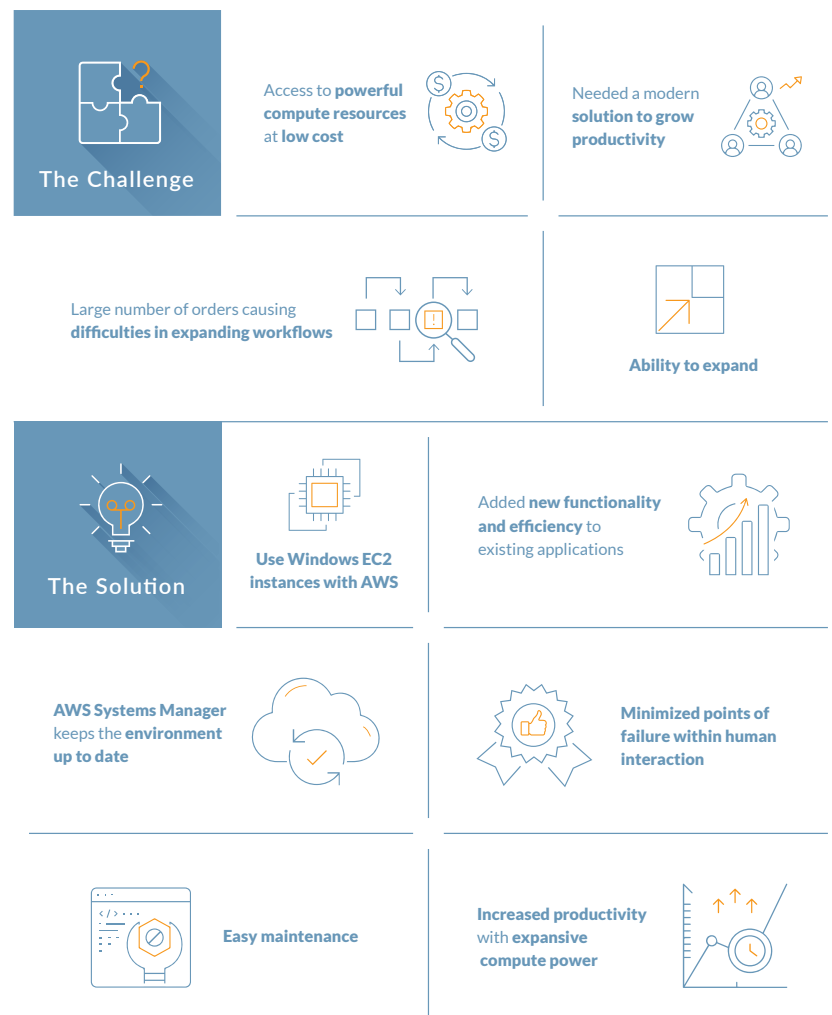 The Challenge
Access to powerful
compute resources
at low cost
Needed a modern
solution to grow
productivity
Large number of orders causing
difficulties in expanding workflows
Ability to expand
The Solution
Use Windows EC2
instances with AWS
Added new functionality
and efficiency to
existing applications
AWS Systems Manager
keeps the environment
up to date
Minimized points of
failure within human
interaction
Easy maintenance
Increased productivity
with expansive
compute power